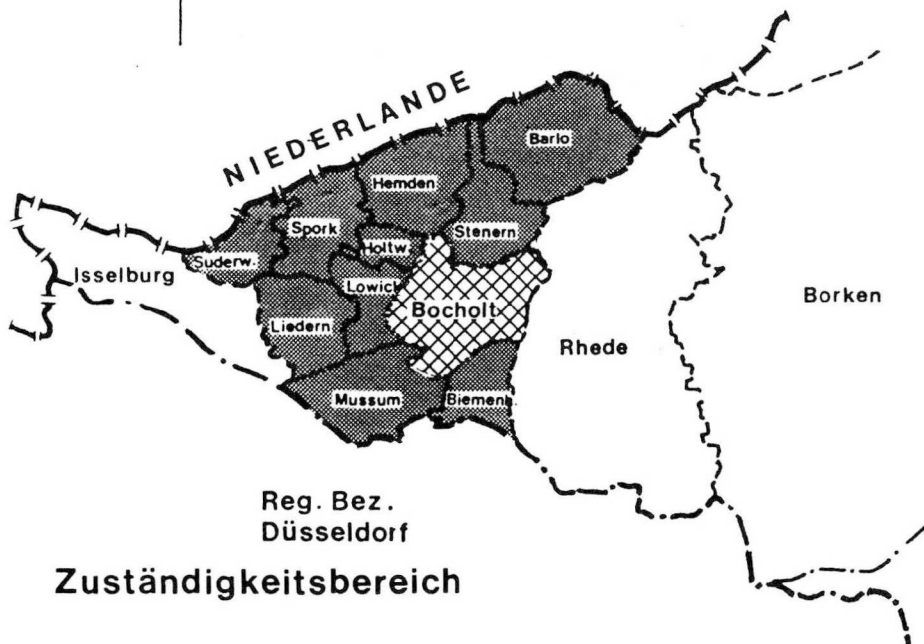 NIEDERLANDE
Barlo
Hemden
Spork
Stenern
Holtw.
Suderw.
Isselburg
Lowick
Bocholt
Borken
Liedern
Rhede
Mussum
Biemenh.
Reg. Bez.
Düsseldorf
Zuständigkeitsbereich